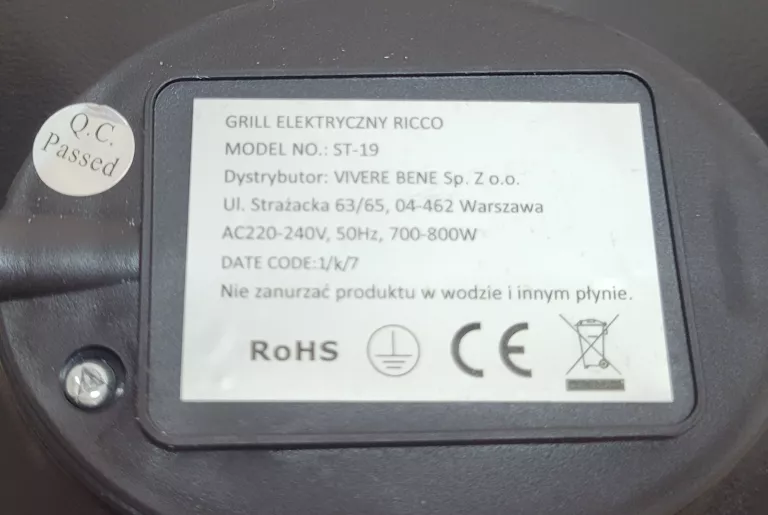 Q.C.
Passed
GRILL ELEKTRYCZNY RICCO
MODEL NO.: ST-19
Dystrybutor: VIVERE BENE Sp. Z o.o.
Ul. Strażacka 63/65, 04-462 Warszawa
AC220-240V, 50Hz, 700-800W
DATE CODE:1/k/7
Nie zanurzać produktu w wodzie i innym płynie.
RoHS CE